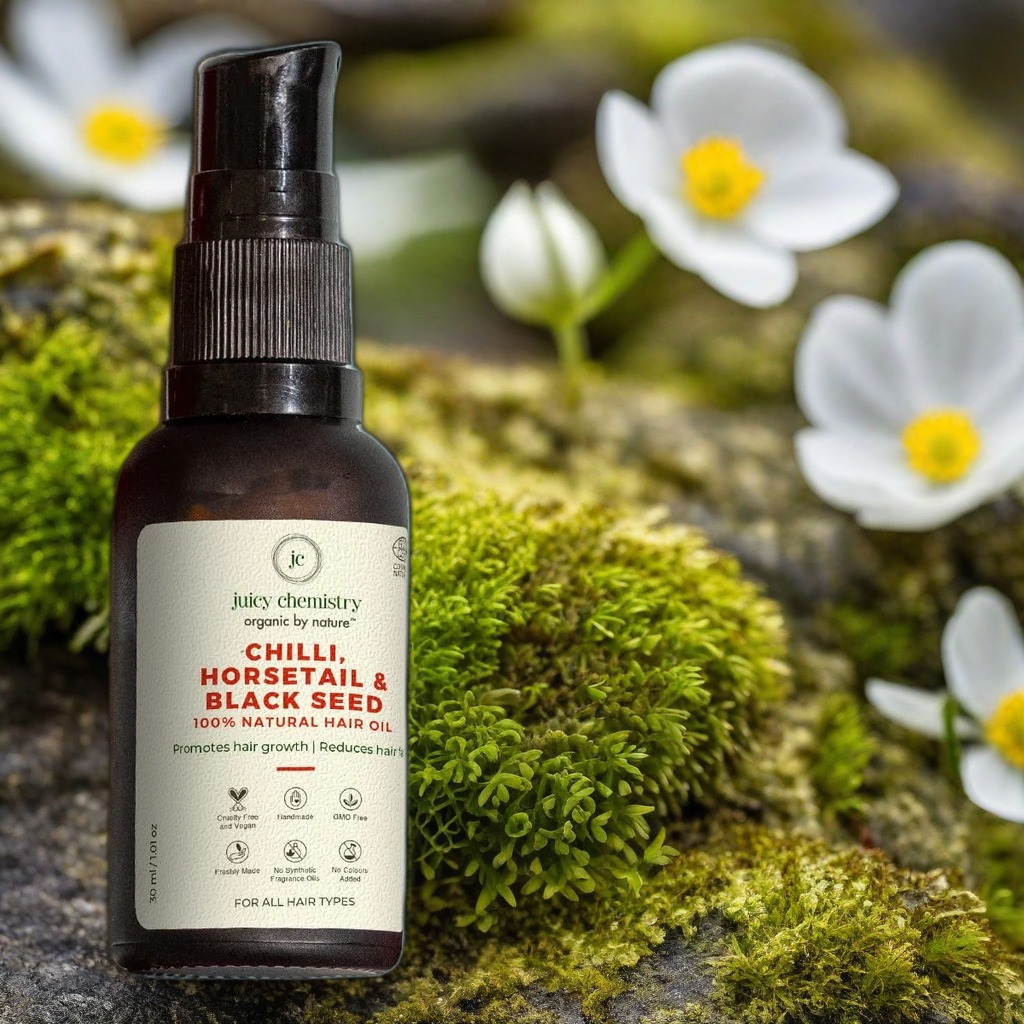 jc
juicy chemistry
organic by nature™
CHILLI,
HORSETAIL &
BLACK SEED
100% NATURAL HAIR OIL
Promotes hair growth | Reduces hair
Cruelty Free
and Vegan
Handmade
GMO Free
Freshly Made
No Synthetic
Fragrance Oils
No Colours
Added
FOR ALL HAIR TYPES
30 ml / 1.01 oz